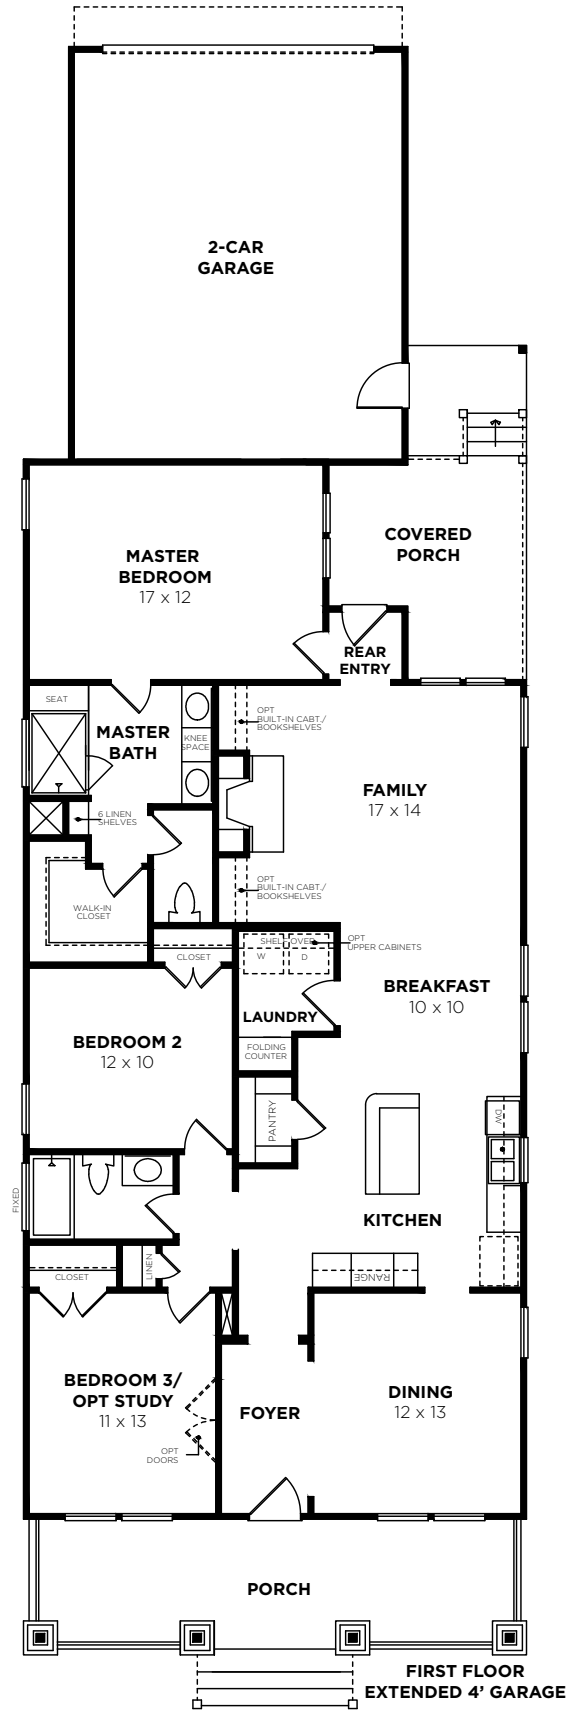 2-CAR
GARAGE
COVERED
PORCH
MASTER
BEDROOM
17 x 12
REAR
ENTRY
SEAT
MASTER
BATH
KNEE
SPACE
OPT
BUILT-IN CABT./
BOOKSHELVES
FAMILY
17 x 14
6 LINEN
SHELVES
OPT
BUILT-IN CABT./
BOOKSHELVES
WALK-IN
CLOSET
CLOSET
SHELF OVER
W
D
OPT
UPPER CABINETS
BREAKFAST
10 x 10
LAUNDRY
BEDROOM 2
12 x 10
FOLDING
COUNTER
PANTRY
DW
FIXED
KITCHEN
LINEN
CLOSET
RANGE
BEDROOM 3/
OPT STUDY
11 x 13
OPT
DOORS
FOYER
DINING
12 x 13
PORCH
FIRST FLOOR
EXTENDED 4’ GARAGE